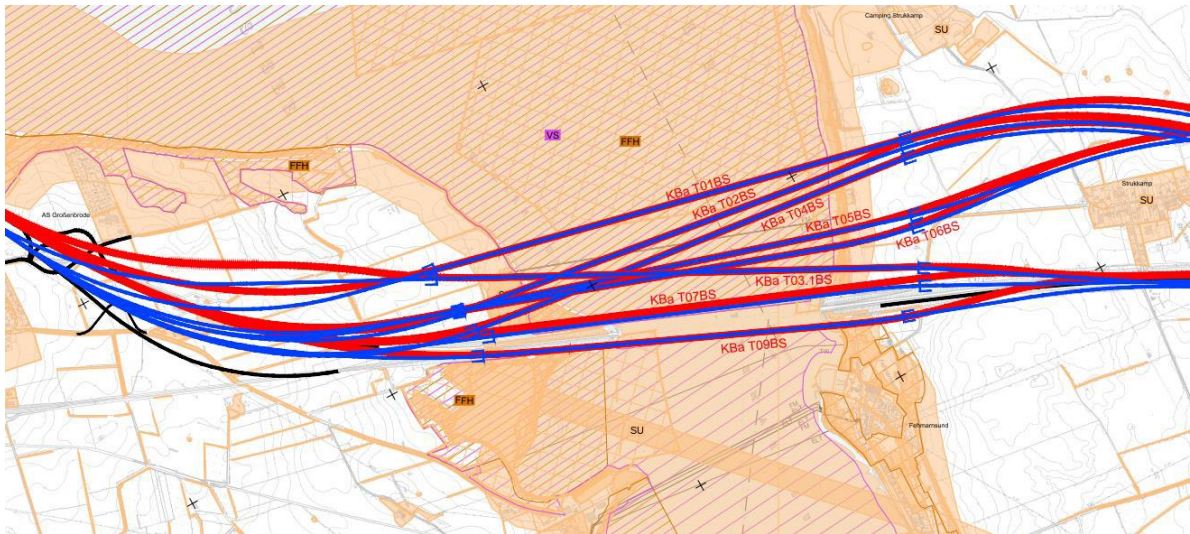 Camping Strukkamp
SU
VS
FFH
FFH
KBa T01BS
KBa T02BS
KBa T04BS
KBa T05BS
KBa T06BS
Strukkamp
SU
AS Großenbrode
KBa T03.1BS
KBa T07BS
KBa T09BS
FFH
SU
Fehmarnsund